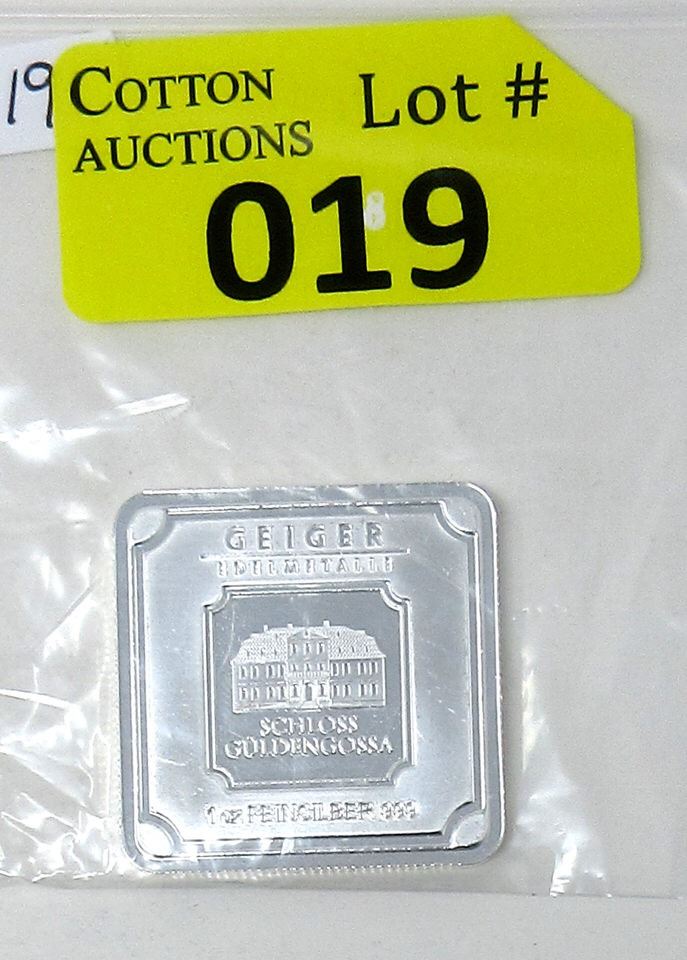 19
COTTON
AUCTIONS
Lot #
019
GEIGER
EDELMETALLE
SCHLOSS
GÜLDENGOSSA
1 oz FEINSILBER 999